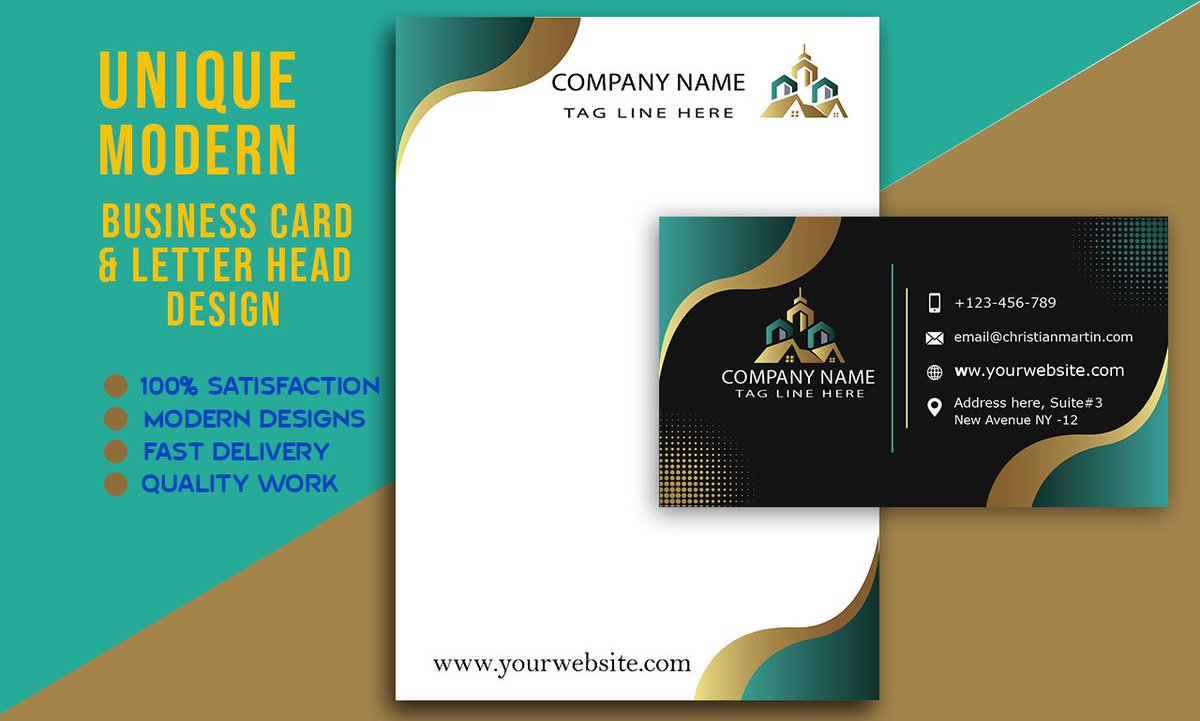 UNIQUE
MODERN
BUSINESS CARD
& LETTER HEAD
DESIGN
100% SATISFACTION
MODERN DESIGNS
FAST DELIVERY
QUALITY WORK
COMPANY NAME
TAG LINE HERE
www.yourwebsite.com
COMPANY NAME
TAG LINE HERE
+123-456-789
email@christianmartin.com
ww.yourwebsite.com
Address here, Suite#3
New Avenue NY -12